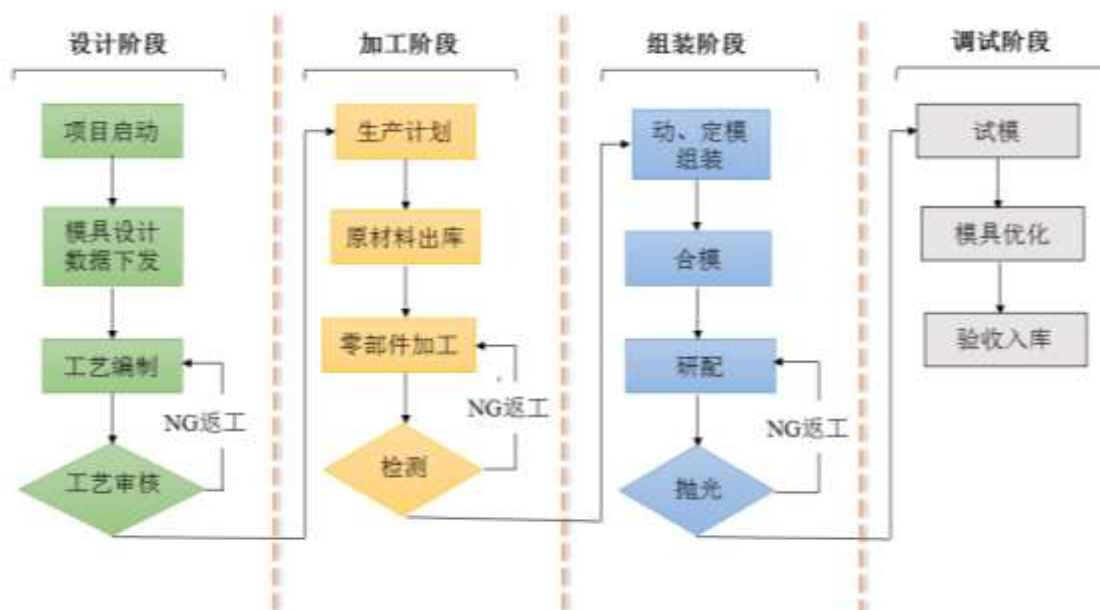 设计阶段
项目启动
模具设计
数据下发
工艺编制
NG返工
工艺审核
加工阶段
生产计划
原材料出库
零部件加工
NG返工
检测
组装阶段
动、定模
组装
合模
研配
NG返工
抛光
调试阶段
试模
模具优化
验收入库